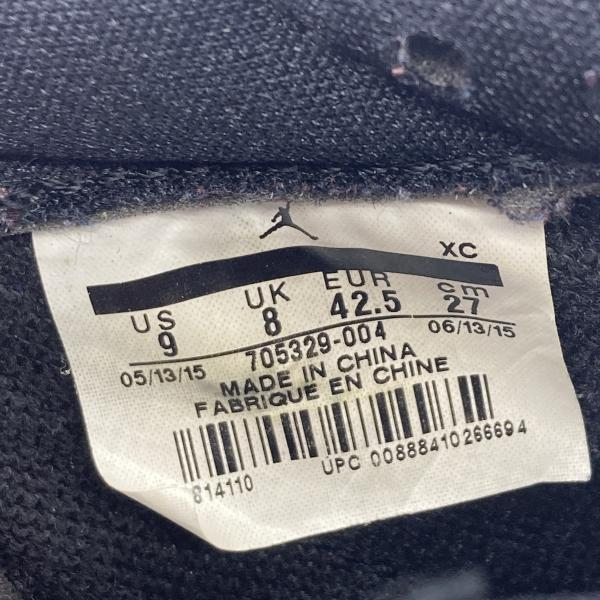 XC
US UK EUR cm
9 8 42.5 27
05/13/15 705329-004 06/13/15
MADE IN CHINA
FABRIQUE EN CHINE
814110 UPC 00888410266694